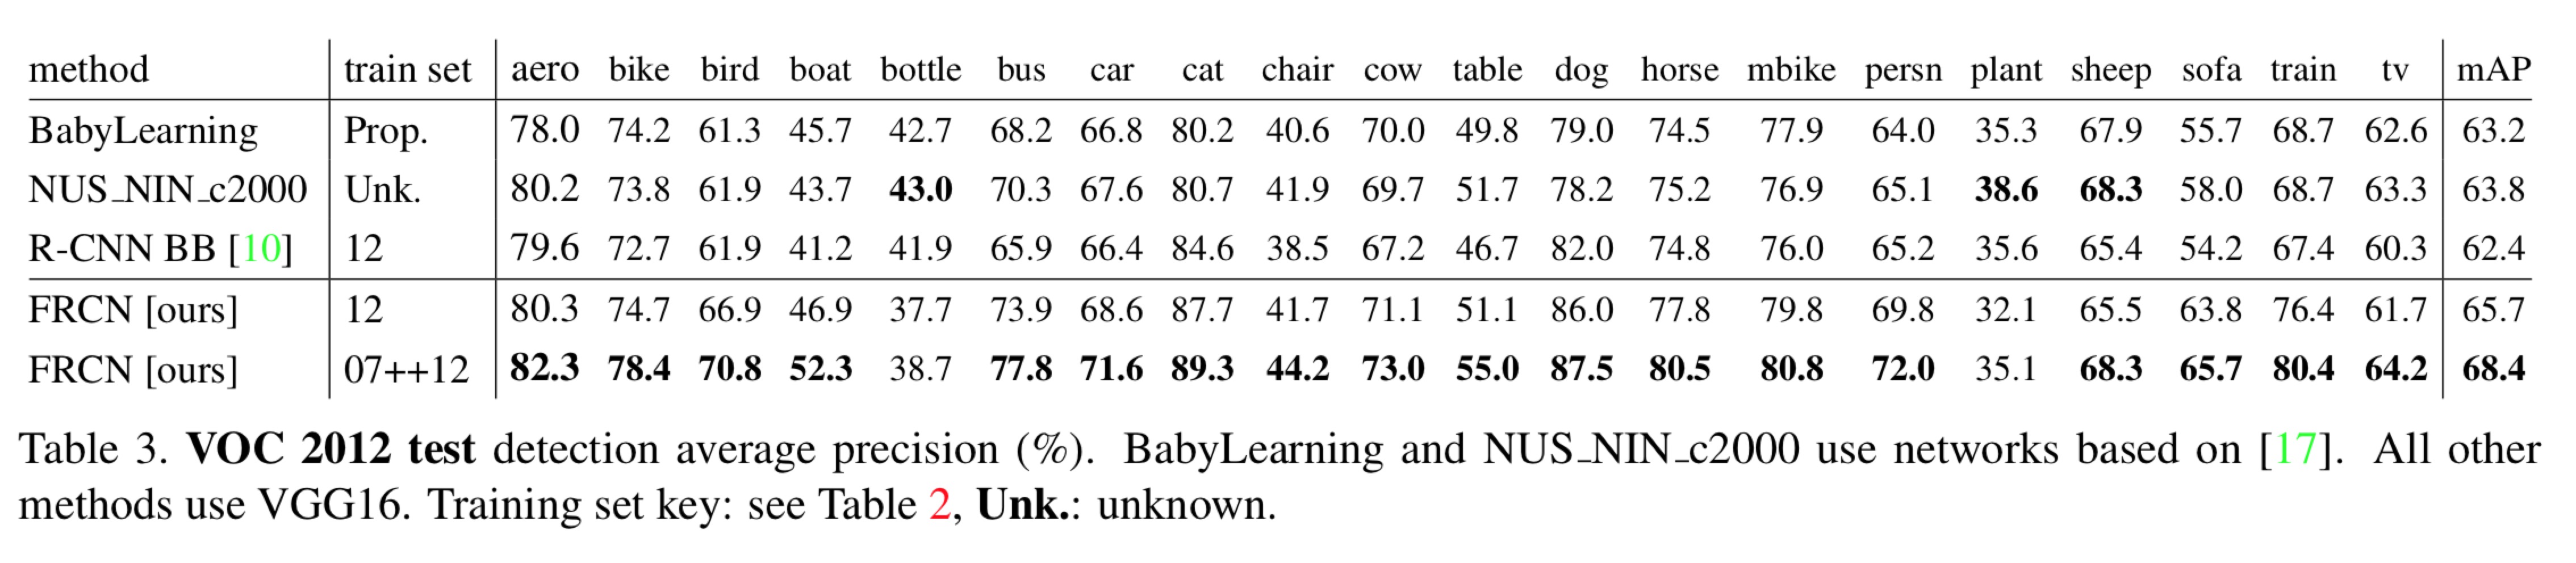 method train set aero bike bird boat bottle bus car cat chair cow table dog horse mbike persn plant sheep sofa train tv mAP
BabyLearning Prop. 78.0 74.2 61.3 45.7 42.7 68.2 66.8 80.2 40.6 70.0 49.8 79.0 74.5 77.9 64.0 35.3 67.9 55.7 68.7 62.6 63.2
NUS_NIN_c2000 Unk. 80.2 73.8 61.9 43.7 43.0 70.3 67.6 80.7 41.9 69.7 51.7 78.2 75.2 76.9 65.1 38.6 68.3 58.0 68.7 63.3 63.8
R-CNN BB [10] 12 79.6 72.7 61.9 41.2 41.9 65.9 66.4 84.6 38.5 67.2 46.7 82.0 74.8 76.0 65.2 35.6 65.4 54.2 67.4 60.3 62.4
FRCN [ours] 12 80.3 74.7 66.9 46.9 37.7 73.9 68.6 87.7 41.7 71.1 51.1 86.0 77.8 79.8 69.8 32.1 65.5 63.8 76.4 61.7 65.7
FRCN [ours] 07++12 82.3 78.4 70.8 52.3 38.7 77.8 71.6 89.3 44.2 73.0 55.0 87.5 80.5 80.8 72.0 35.1 68.3 65.7 80.4 64.2 68.4
Table 3. VOC 2012 test detection average precision (%). BabyLearning and NUS_NIN_c2000 use networks based on [17]. All other
methods use VGG16. Training set key: see Table 2, Unk.: unknown.